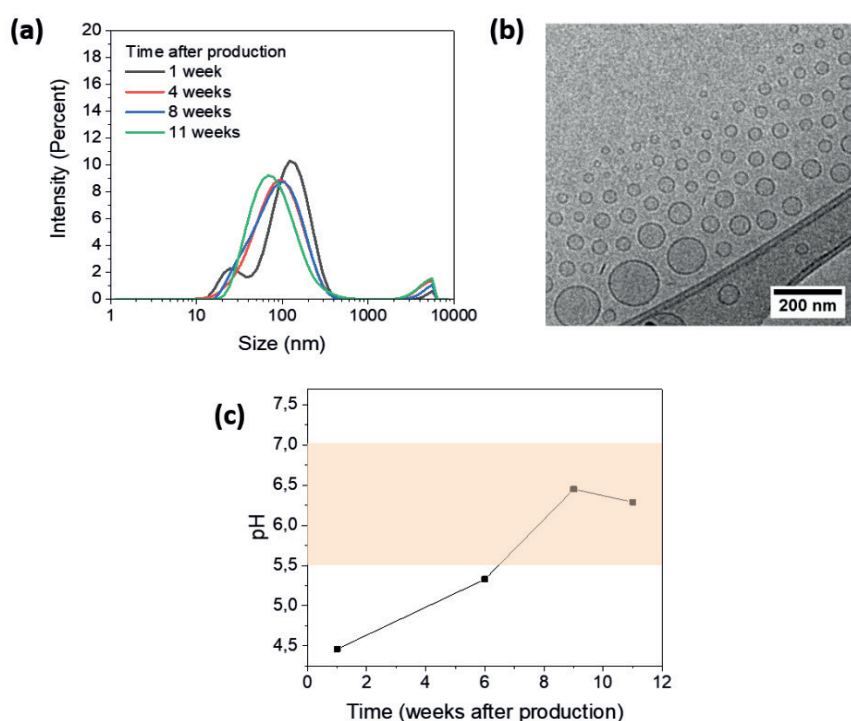 (a)
20
18
16
14
12
10
8
6
4
2
0
Intensity (Percent)
Time after production
1 week
4 weeks
8 weeks
11 weeks
1
10
100
1000
10000
Size (nm)
(b)
200 nm
(c)
7,5
7,0
6,5
6,0
5,5
5,0
4,5
pH
0
2
4
6
8
10
12
Time (weeks after production)